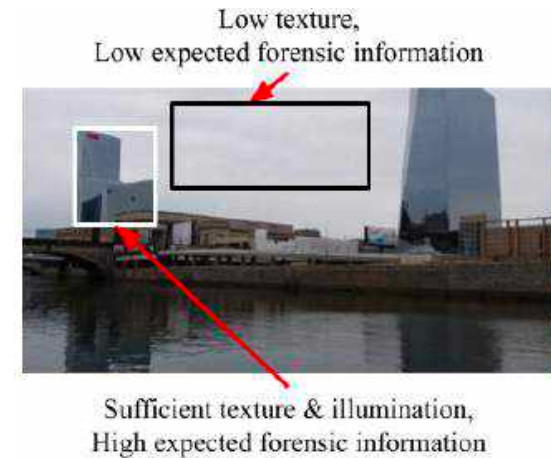 Low texture,
Low expected forensic information
Sufficient texture & illumination,
High expected forensic information